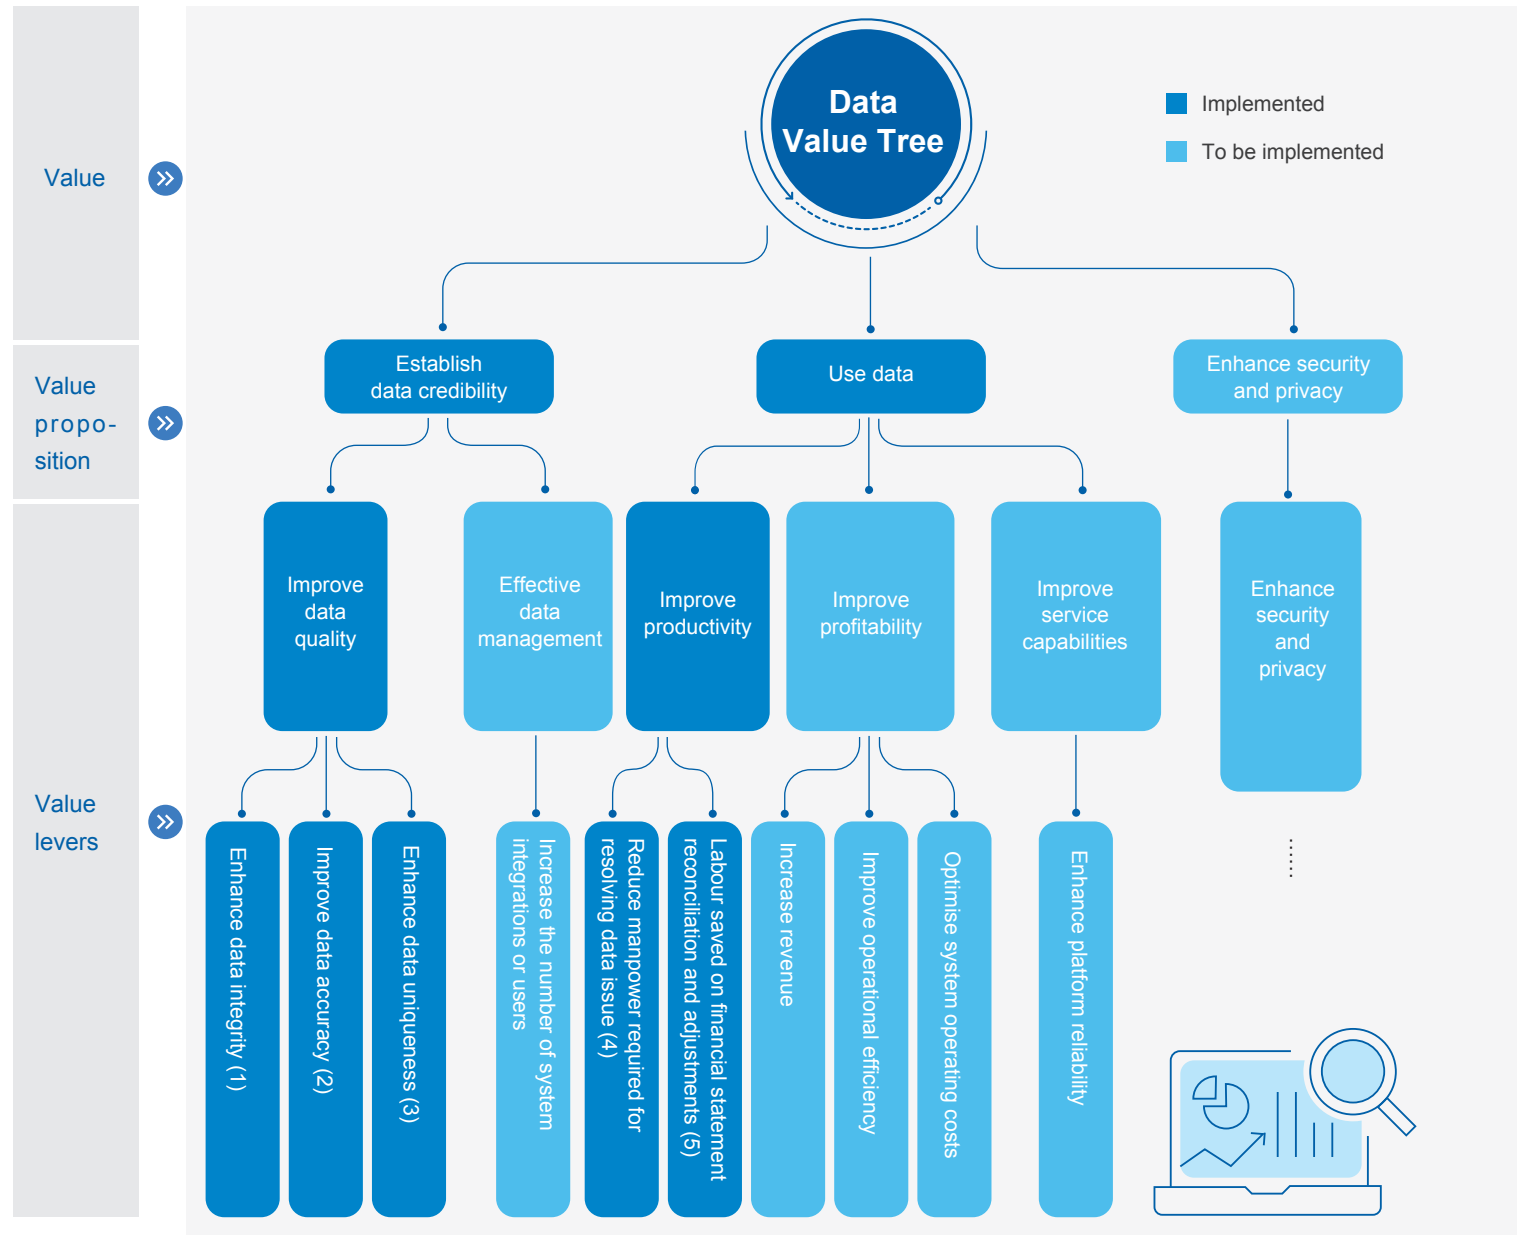 Data
Value Tree
Implemented
To be implemented
Value
Establish
data credibility
Use data
Enhance security
and privacy
Value
propo-
sition
Improve
data
quality
Effective
data
management
Improve
productivity
Improve
profitability
Improve
service
capabilities
Enhance
security
and
privacy
Value
levers
Enhance data integrity (1)
Improve data accuracy (2)
Enhance data uniqueness (3)
Increase the number of system
integrations or users
Reduce manpower required for
resolving data issue (4)
Labour saved on financial statement
reconciliation and adjustments (5)
Increase revenue
Improve operational efficiency
Optimise system operating costs
Enhance platform reliability
......